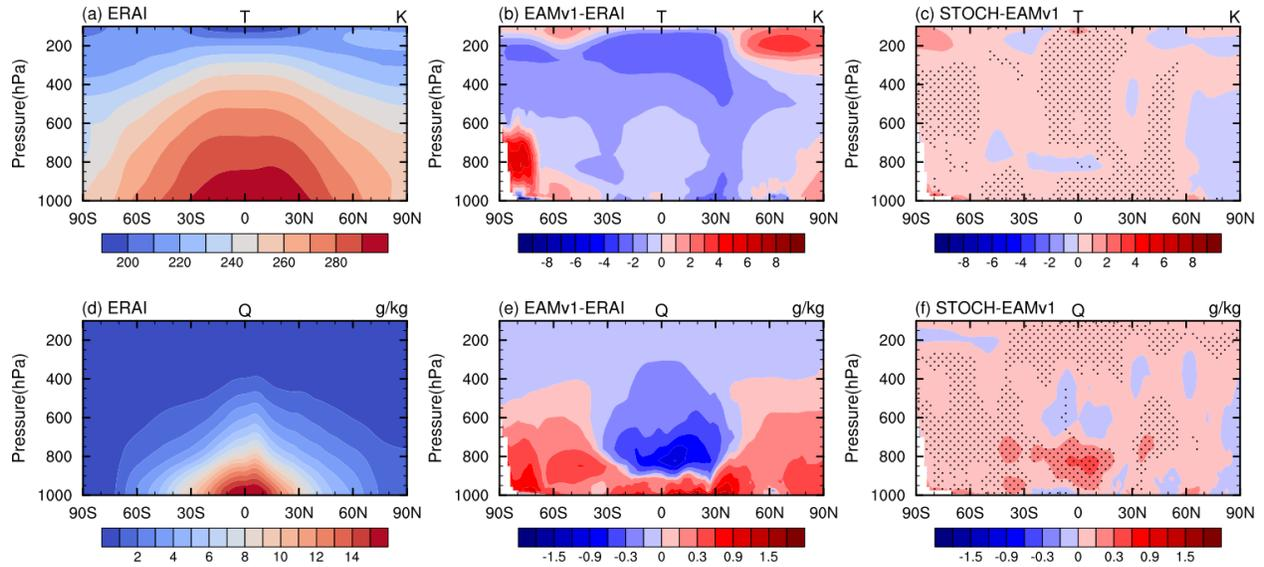 (a) ERAI T K
(b) EAMv1-ERAI T K
(c) STOCH-EAMv1 T K
Pressure(hPa)
200
400
600
800
1000
90S 60S 30S 0 30N 60N 90N
200 220 240 260 280
Pressure(hPa)
200
400
600
800
1000
90S 60S 30S 0 30N 60N 90N
-8 -6 -4 -2 0 2 4 6 8
Pressure(hPa)
200
400
600
800
1000
90S 60S 30S 0 30N 60N 90N
-8 -6 -4 -2 0 2 4 6 8
(d) ERAI Q g/kg
(e) EAMv1-ERAI Q g/kg
(f) STOCH-EAMv1 Q g/kg
Pressure(hPa)
200
400
600
800
1000
90S 60S 30S 0 30N 60N 90N
2 4 6 8 10 12 14
Pressure(hPa)
200
400
600
800
1000
90S 60S 30S 0 30N 60N 90N
-1.5 -0.9 -0.3 0 0.3 0.9 1.5
Pressure(hPa)
200
400
600
800
1000
90S 60S 30S 0 30N 60N 90N
-1.5 -0.9 -0.3 0 0.3 0.9 1.5